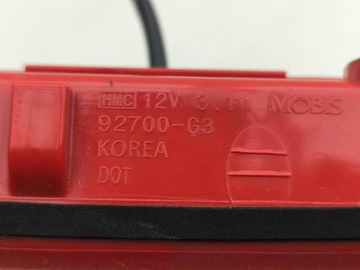 HMC 12V MOBIS
92700-G3
KOREA
DOT